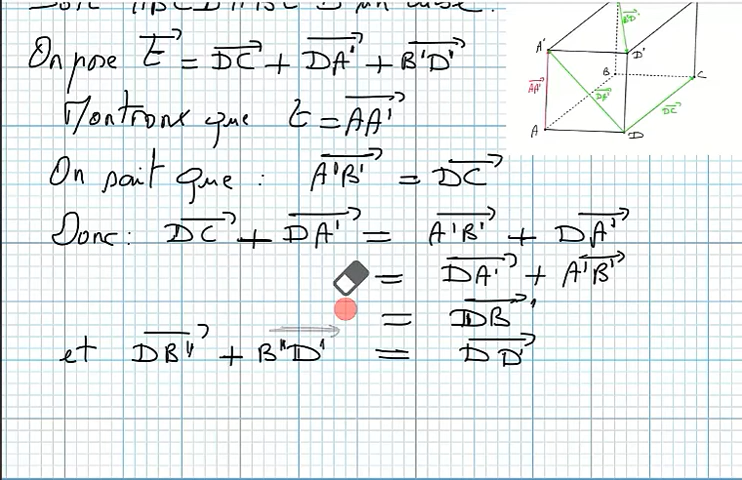 On pose t = DC + DA' + B'D'
Montrons que t = AA'
On sait que : A'B' = DC
Donc : DC + DA' = A'B' + DA'
= DA' + A'B'
= DB'
et DB' + B'D' = DD'
A'
D'
B
C
AA'
DA'
DC
A
D